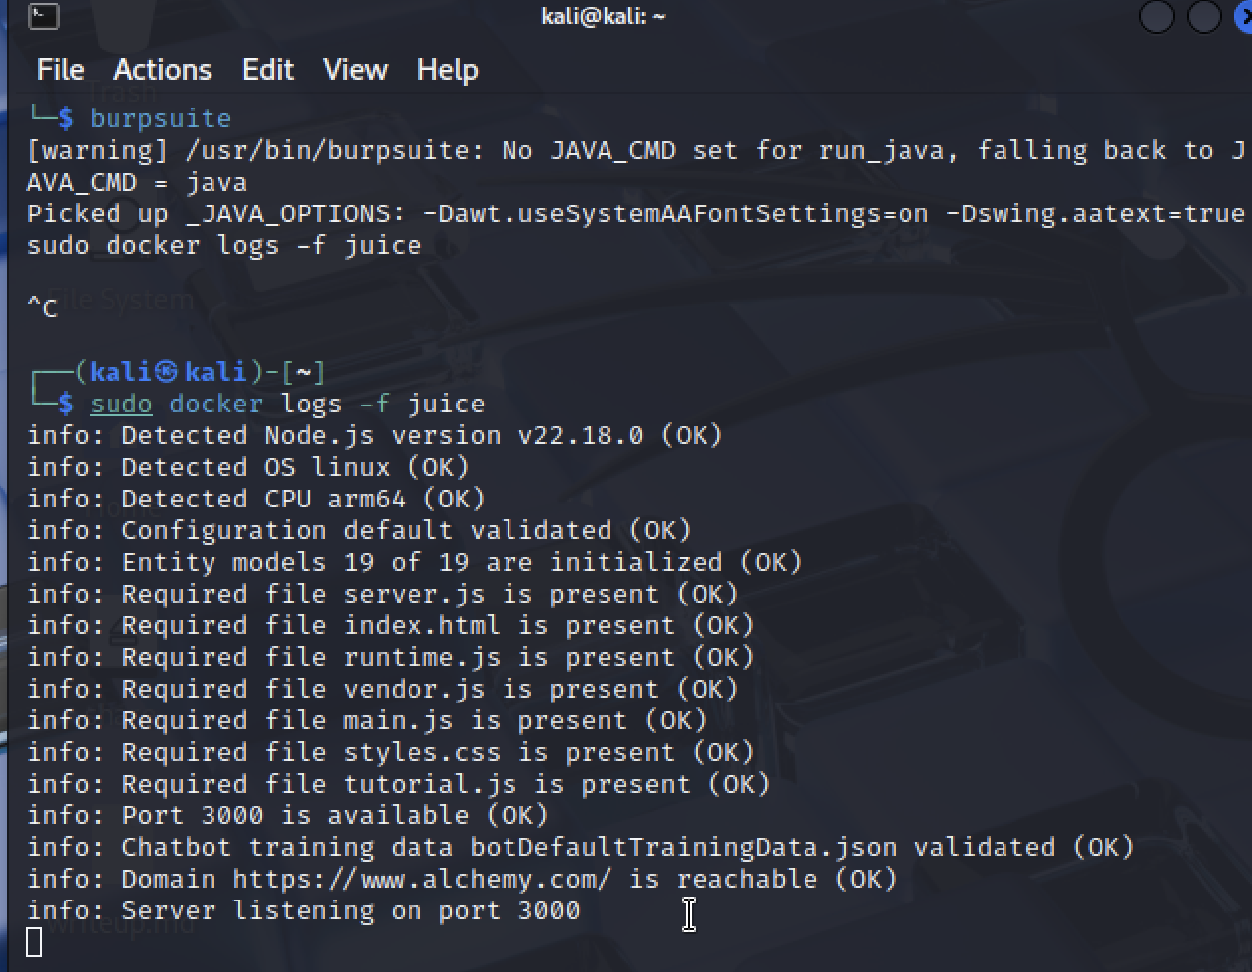 kali@kali: ~
File Actions Edit View Help
Trash
└─$ burpsuite
[warning] /usr/bin/burpsuite: No JAVA_CMD set for run_java, falling back to J
AVA_CMD = java
Picked up _JAVA_OPTIONS: -Dawt.useSystemAAFontSettings=on -Dswing.aatext=true
sudo docker logs -f juice
File System
^C
┌──(kali㉿kali)-[~]
└─$ sudo docker logs -f juice
info: Detected Node.js version v22.18.0 (OK)
info: Detected OS linux (OK)
info: Detected CPU arm64 (OK)
info: Configuration default validated (OK)
info: Entity models 19 of 19 are initialized (OK)
info: Required file server.js is present (OK)
info: Required file index.html is present (OK)
info: Required file runtime.js is present (OK)
info: Required file vendor.js is present (OK)
info: Required file main.js is present (OK)
info: Required file styles.css is present (OK)
info: Required file tutorial.js is present (OK)
info: Port 3000 is available (OK)
info: Chatbot training data botDefaultTrainingData.json validated (OK)
info: Domain https://www.alchemy.com/ is reachable (OK)
info: Server listening on port 3000
writeup.md